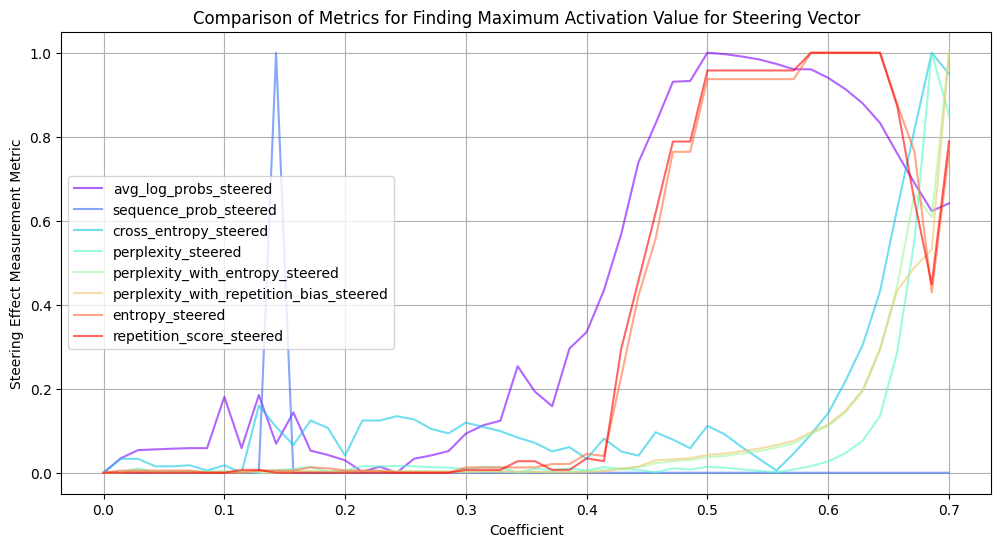 Comparison of Metrics for Finding Maximum Activation Value for Steering Vector
Steering Effect Measurement Metric
1.0
0.8
0.6
0.4
0.2
0.0
avg_log_probs_steered
sequence_prob_steered
cross_entropy_steered
perplexity_steered
perplexity_with_entropy_steered
perplexity_with_repetition_bias_steered
entropy_steered
repetition_score_steered
0.0 0.1 0.2 0.3 0.4 0.5 0.6 0.7
Coefficient